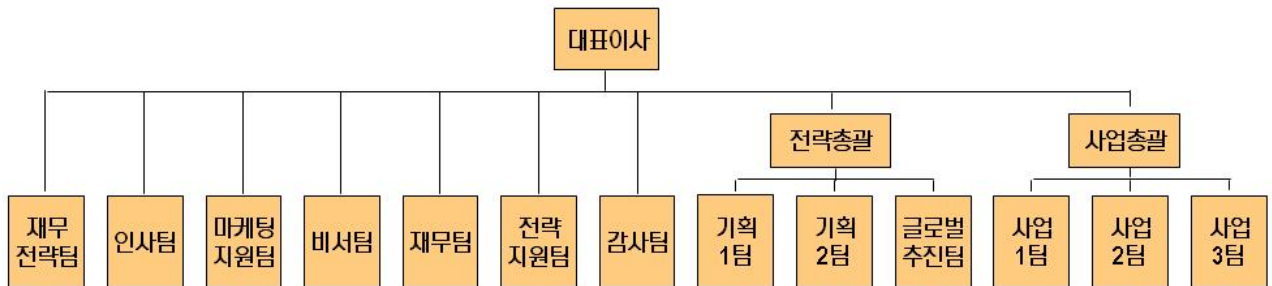 대표이사
전략총괄
사업총괄
재무
전략팀
인사팀
마케팅
지원팀
비서팀
재무팀
전략
지원팀
감사팀
기획
1팀
기획
2팀
글로벌
추진팀
사업
1팀
사업
2팀
사업
3팀